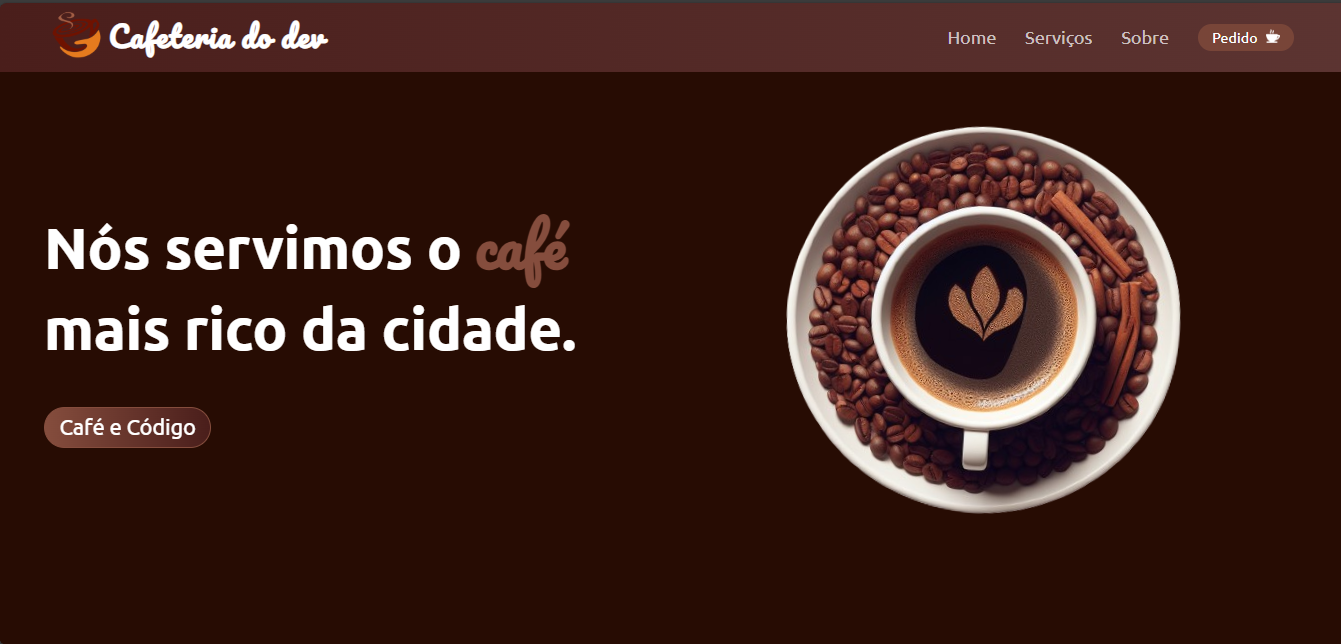 Cafeteria do dev
Home
Serviços
Sobre
Pedido
Nós servimos o café
mais rico da cidade.
Café e Código